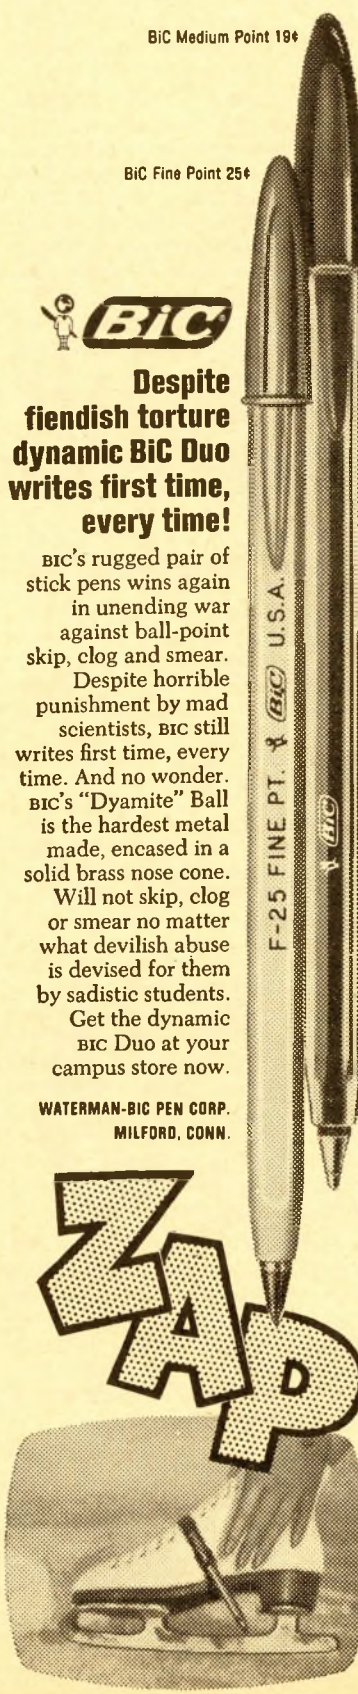 BiC Medium Point 19¢
BiC Fine Point 25¢
BiC
Despite
fiendish torture
dynamic BiC Duo
writes first time,
every time!
BIC's rugged pair of
stick pens wins again
in unending war
against ball-point
skip, clog and smear.
Despite horrible
punishment by mad
scientists, BIC still
writes first time, every
time. And no wonder.
BIC's "Dyamite" Ball
is the hardest metal
made, encased in a
solid brass nose cone.
Will not skip, clog
or smear no matter
what devilish abuse
is devised for them
by sadistic students.
Get the dynamic
BIC Duo at your
campus store now.
WATERMAN-BIC PEN CORP.
MILFORD, CONN.
F-25 FINE PT. BiC U.S.A.
BiC
ZAP